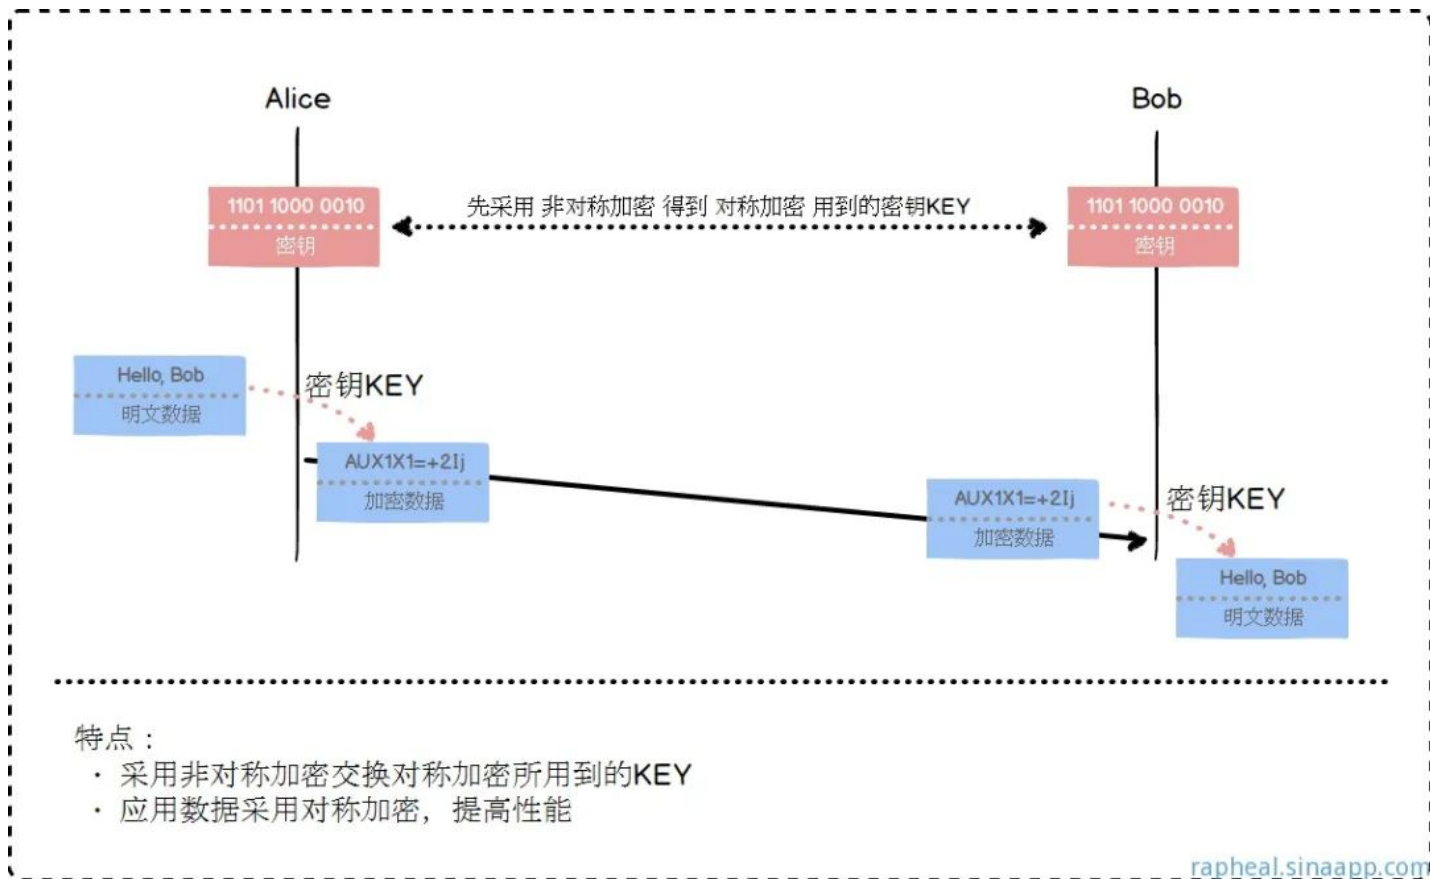 Alice
Bob
1101 1000 0010
密钥
先采用 非对称加密 得到 对称加密 用到的密钥KEY
1101 1000 0010
密钥
Hello, Bob
明文数据
密钥KEY
AUX1X1=+2Ij
加密数据
AUX1X1=+2Ij
加密数据
密钥KEY
Hello, Bob
明文数据
特点：
· 采用非对称加密交换对称加密所用到的KEY
· 应用数据采用对称加密，提高性能
rapheal.sinaapp.com